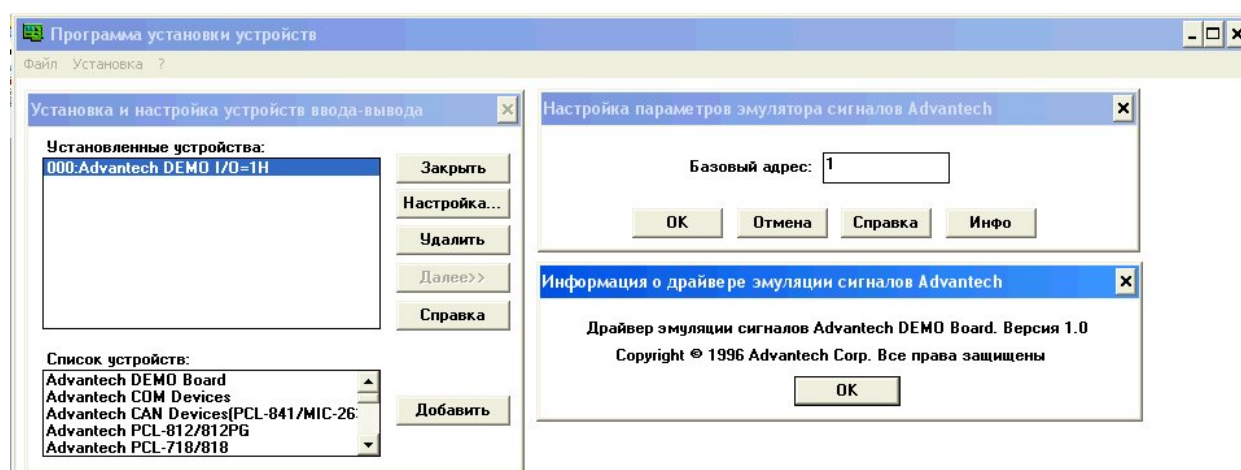 Программа установки устройств
Файл Установка ?
Установка и настройка устройств ввода-вывода
Установленные устройства:
000:Advantech DEMO I/O=1H
Закрыть
Настройка...
Удалить
Далее>>
Справка
Список устройств:
Advantech DEMO Board
Advantech COM Devices
Advantech CAN Devices(PCL-841/MIC-26
Advantech PCL-812/812PG
Advantech PCL-718/818
Добавить
Настройка параметров эмулятора сигналов Advantech
Базовый адрес: 1
OK Отмена Справка Инфо
Информация о драйвере эмуляции сигналов Advantech
Драйвер эмуляции сигналов Advantech DEMO Board. Версия 1.0
Copyright © 1996 Advantech Corp. Все права защищены
OK